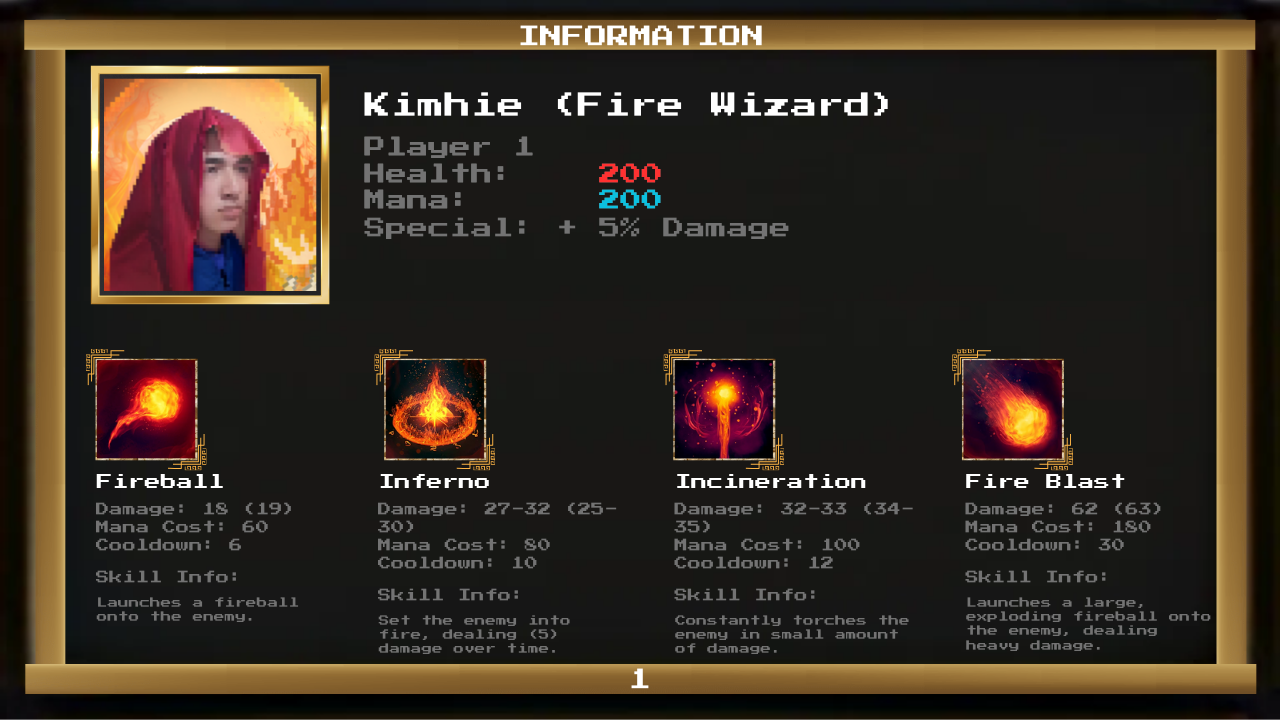 INFORMATION
Kimhie (Fire Wizard)
Player 1
Health: 200
Mana: 200
Special: + 5% Damage
Fireball
Damage: 18 (19)
Mana Cost: 60
Cooldown: 6
Skill Info:
Launches a fireball
onto the enemy.
Inferno
Damage: 27-32 (25-
30)
Mana Cost: 80
Cooldown: 10
Skill Info:
Set the enemy into
fire, dealing (5)
damage over time.
Incineration
Damage: 32-33 (34-
35)
Mana Cost: 100
Cooldown: 12
Skill Info:
Constantly torches the
enemy in small amount
of damage.
Fire Blast
Damage: 62 (63)
Mana Cost: 180
Cooldown: 30
Skill Info:
Launches a large,
exploding fireball onto
the enemy, dealing
heavy damage.
1